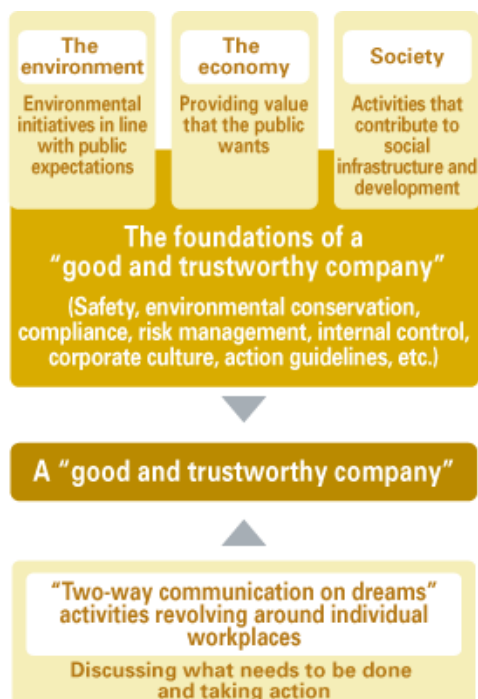 The
environment
Environmental
initiatives in line
with public
expectations
The
economy
Providing value
that the public
wants
Society
Activities that
contribute to
social
infrastructure and
development
The foundations of a
“good and trustworthy company”
(Safety, environmental conservation,
compliance, risk management, internal control,
corporate culture, action guidelines, etc.)
A “good and trustworthy company”
“Two-way communication on dreams”
activities revolving around individual
workplaces
Discussing what needs to be done
and taking action